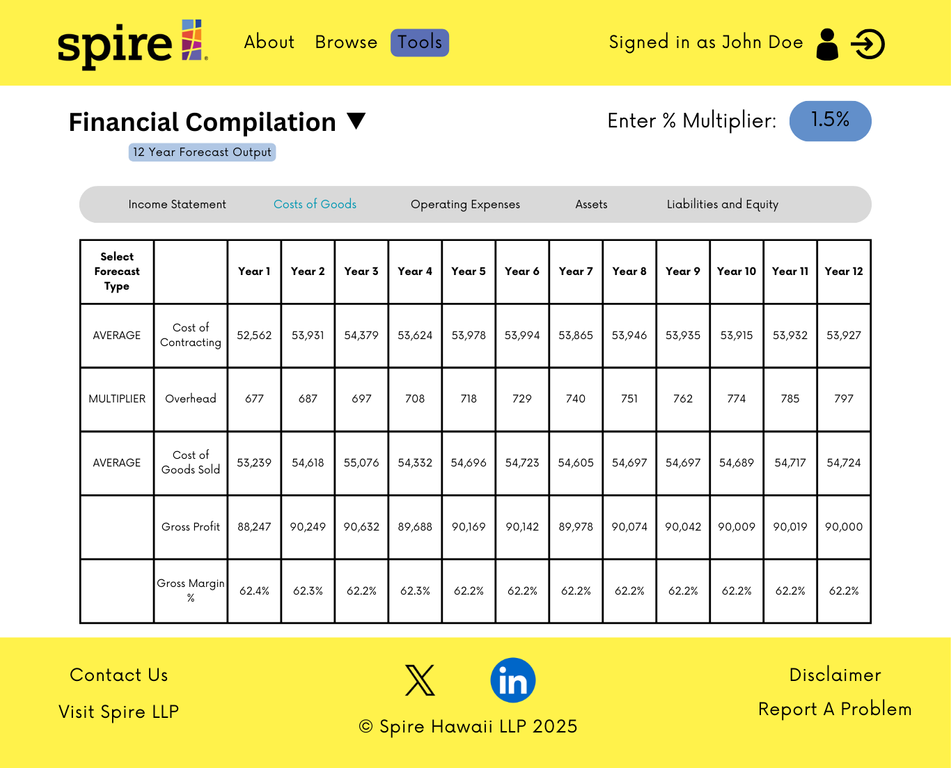 spire
About Browse Tools
Signed in as John Doe
Financial Compilation ▼
Enter % Multiplier: 1.5%
12 Year Forecast Output
Income Statement Costs of Goods Operating Expenses Assets Liabilities and Equity
Select
Forecast
Type
Year 1 Year 2 Year 3 Year 4 Year 5 Year 6 Year 7 Year 8 Year 9 Year 10 Year 11 Year 12
AVERAGE Cost of
Contracting 52,562 53,931 54,379 53,624 53,978 53,994 53,865 53,946 53,935 53,915 53,932 53,927
MULTIPLIER Overhead 677 687 697 708 718 729 740 751 762 774 785 797
AVERAGE Cost of
Goods Sold 53,239 54,618 55,076 54,332 54,696 54,723 54,605 54,697 54,697 54,689 54,717 54,724
Gross Profit 88,247 90,249 90,632 89,688 90,169 90,142 89,978 90,074 90,042 90,009 90,019 90,000
Gross Margin
% 62.4% 62.3% 62.2% 62.3% 62.2% 62.2% 62.2% 62.2% 62.2% 62.2% 62.2% 62.2%
Contact Us
Visit Spire LLP
X in
© Spire Hawaii LLP 2025
Disclaimer
Report A Problem